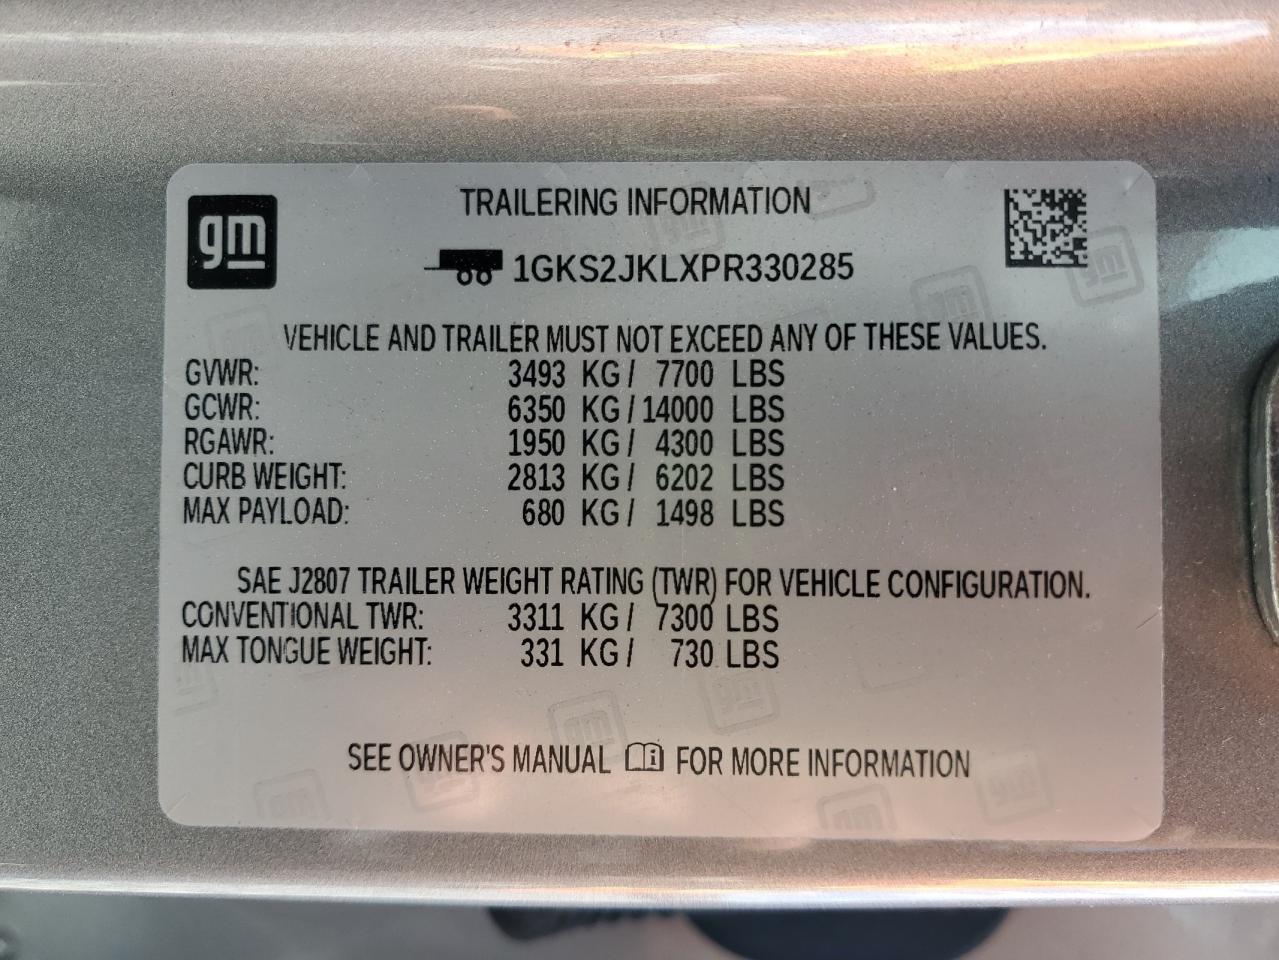 gm
TRAILERING INFORMATION
1GKS2JKLXPR330285
VEHICLE AND TRAILER MUST NOT EXCEED ANY OF THESE VALUES.
GVWR: 3493 KG / 7700 LBS
GCWR: 6350 KG / 14000 LBS
RGAWR: 1950 KG / 4300 LBS
CURB WEIGHT: 2813 KG / 6202 LBS
MAX PAYLOAD: 680 KG / 1498 LBS
SAE J2807 TRAILER WEIGHT RATING (TWR) FOR VEHICLE CONFIGURATION.
CONVENTIONAL TWR: 3311 KG / 7300 LBS
MAX TONGUE WEIGHT: 331 KG / 730 LBS
SEE OWNER'S MANUAL FOR MORE INFORMATION